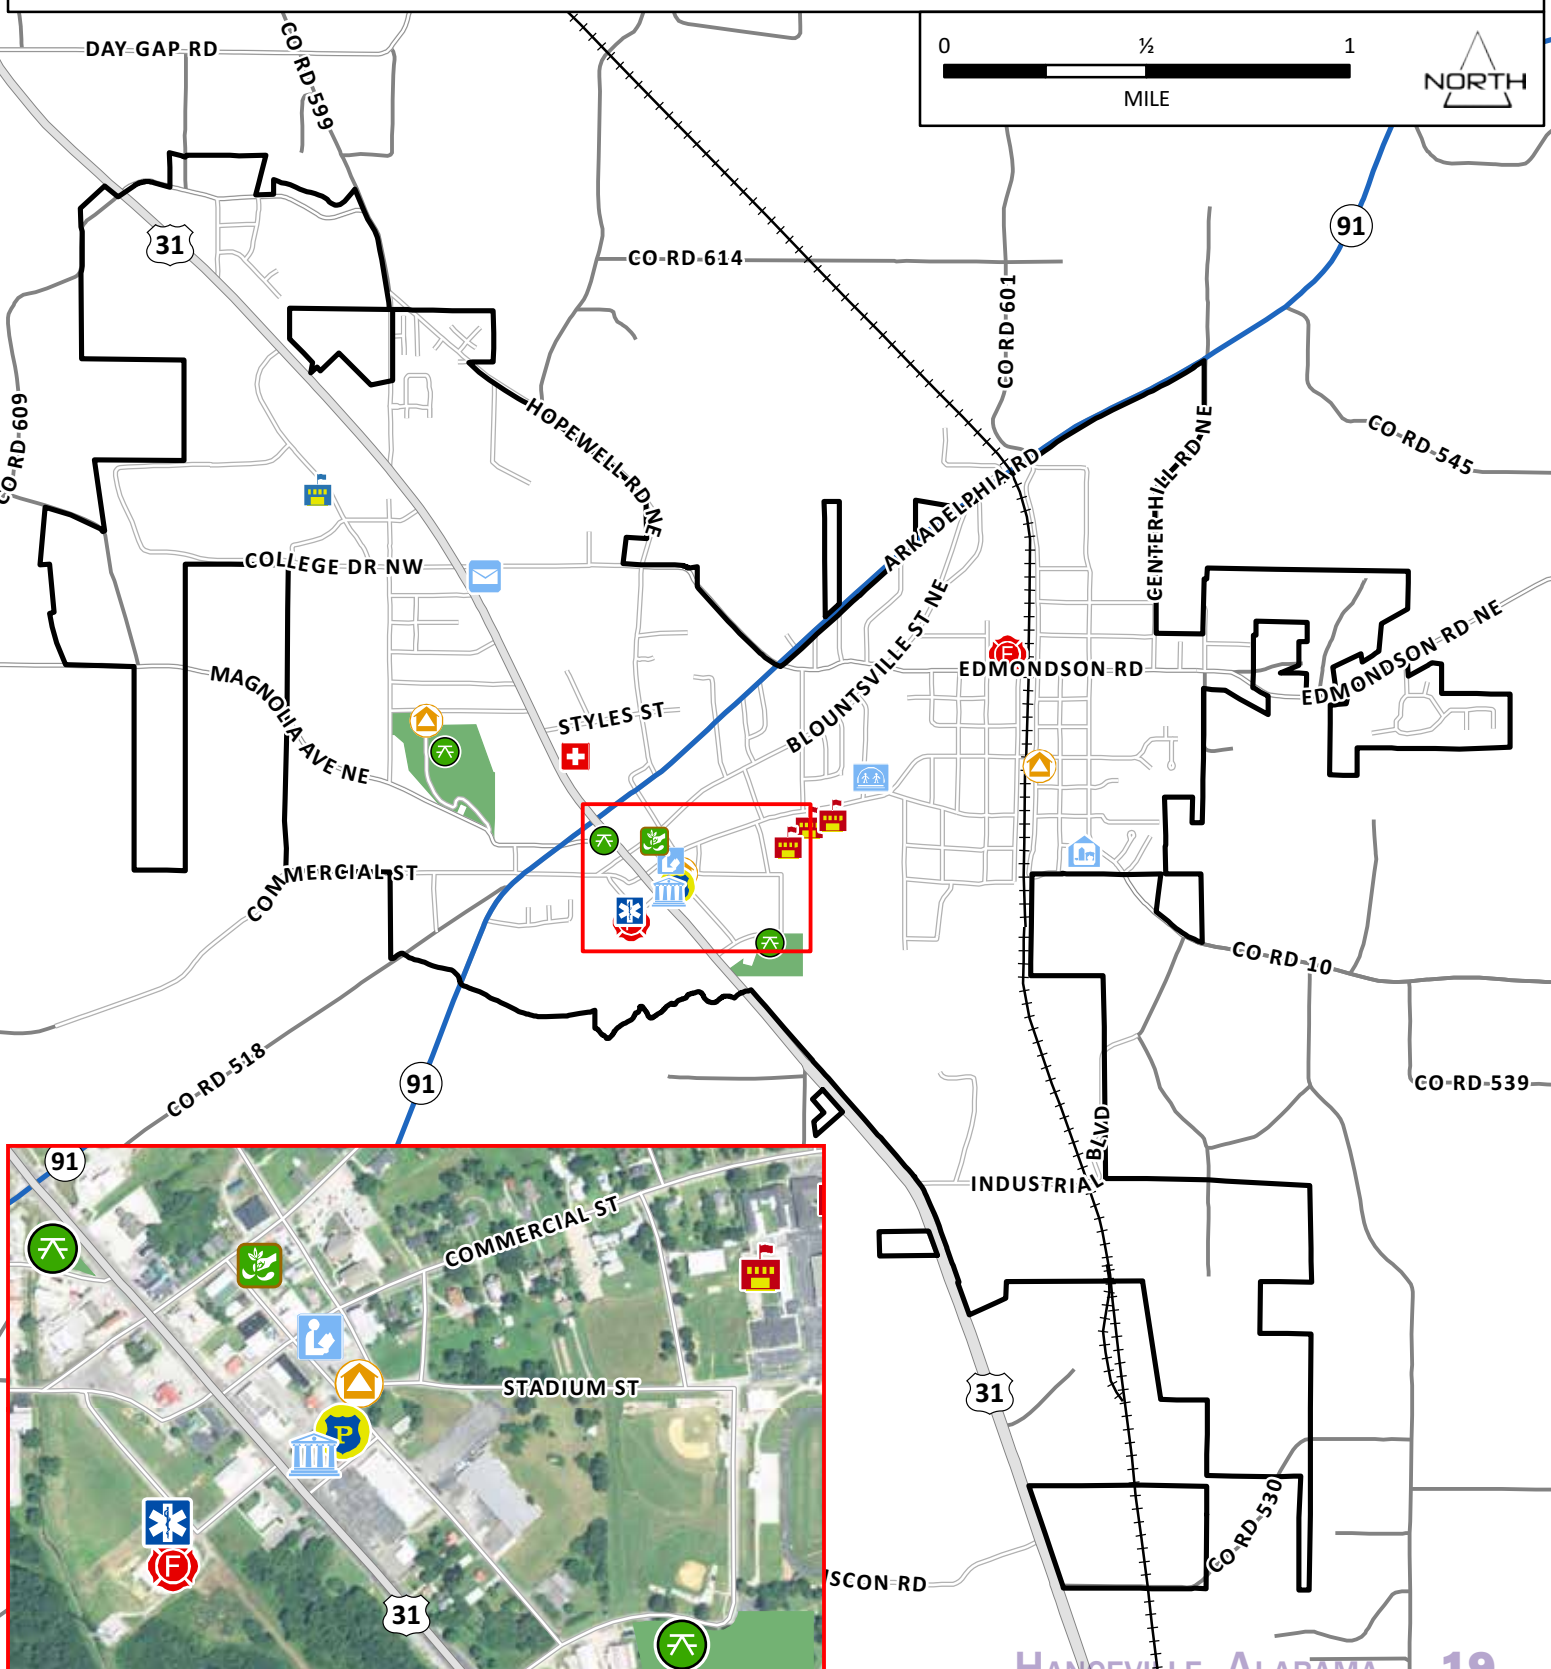 0 ½ 1
MILE
NORTH
DAY GAP RD
CO RD 599
31
91
CO-RD-614
CO-RD-601
CO-RD-609
HOPEWELL-RD-NE
CO-RD-545
ARKADELPHIA RD
CENTER-HILL-RD-NE
COLLEGE DR NW
BLOUNTSVILLE ST NE
F
EDMONDSON RD
EDMONDSON RD NE
MAGNOLIA AVE NE
STYLES ST
COMMERCIAL ST
CO-RD-10
CO-RD-518
91
CO-RD-539
BLVD
INDUSTRIAL
91
COMMERCIAL ST
STADIUM ST
P
F
31
31
CO-RD-530
ISCON RD
HANCEVILLE, ALABAMA 19